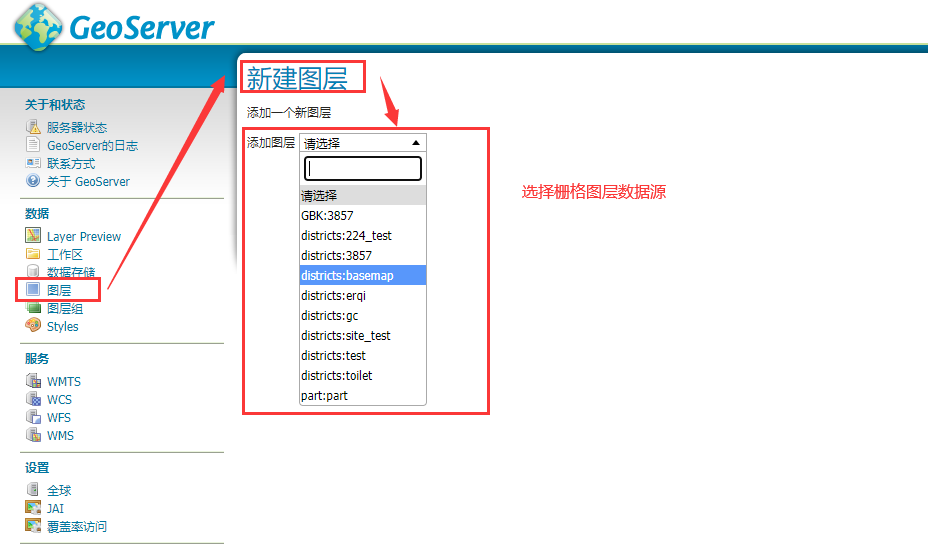 GeoServer
新建图层
关于和状态
添加一个新图层
服务器状态
GeoServer的日志
联系方式
关于 GeoServer
数据
Layer Preview
工作区
数据存储
图层
图层组
Styles
服务
WMTS
WCS
WFS
WMS
设置
全球
JAI
覆盖率访问
添加图层 请选择
请选择
GBK:3857
districts:224_test
districts:3857
districts:basemap
districts:erqi
districts:gc
districts:site_test
districts:test
districts:toilet
part:part
选择栅格图层数据源